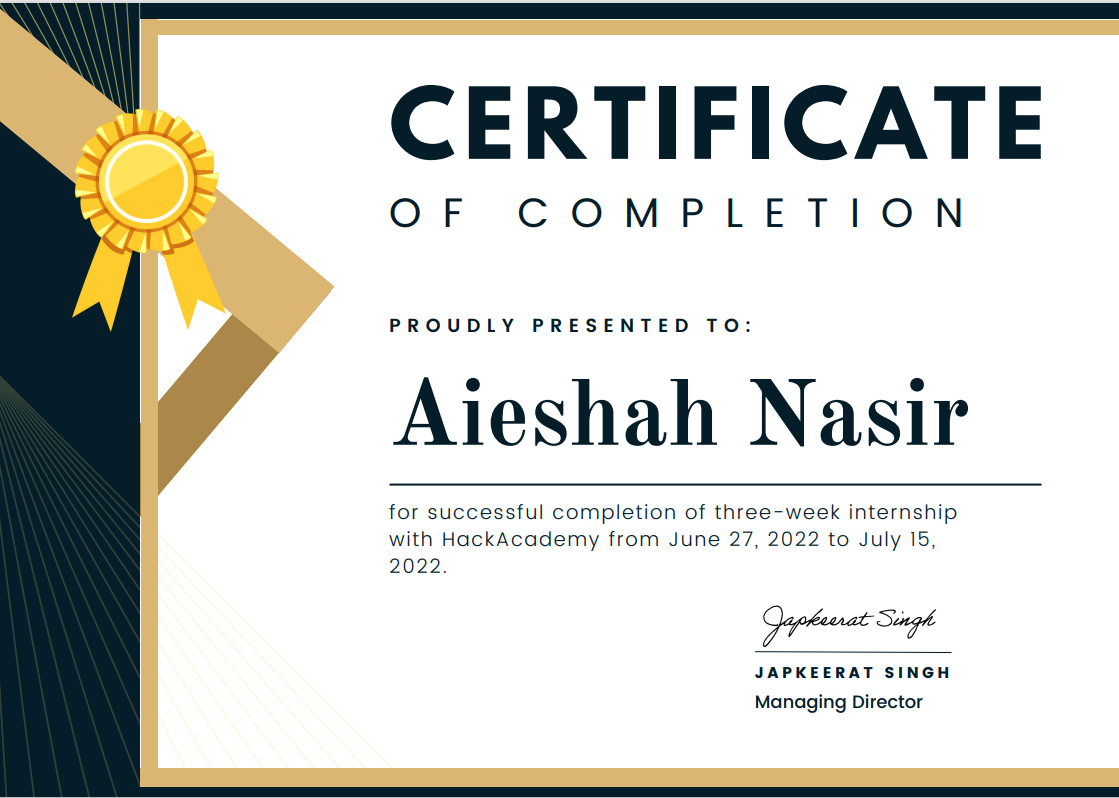 CERTIFICATE
OF COMPLETION
PROUDLY PRESENTED TO:
Aieshah Nasir
for successful completion of three-week internship
with HackAcademy from June 27, 2022 to July 15,
2022.
Japkeerat Singh
JAPKEERAT SINGH
Managing Director